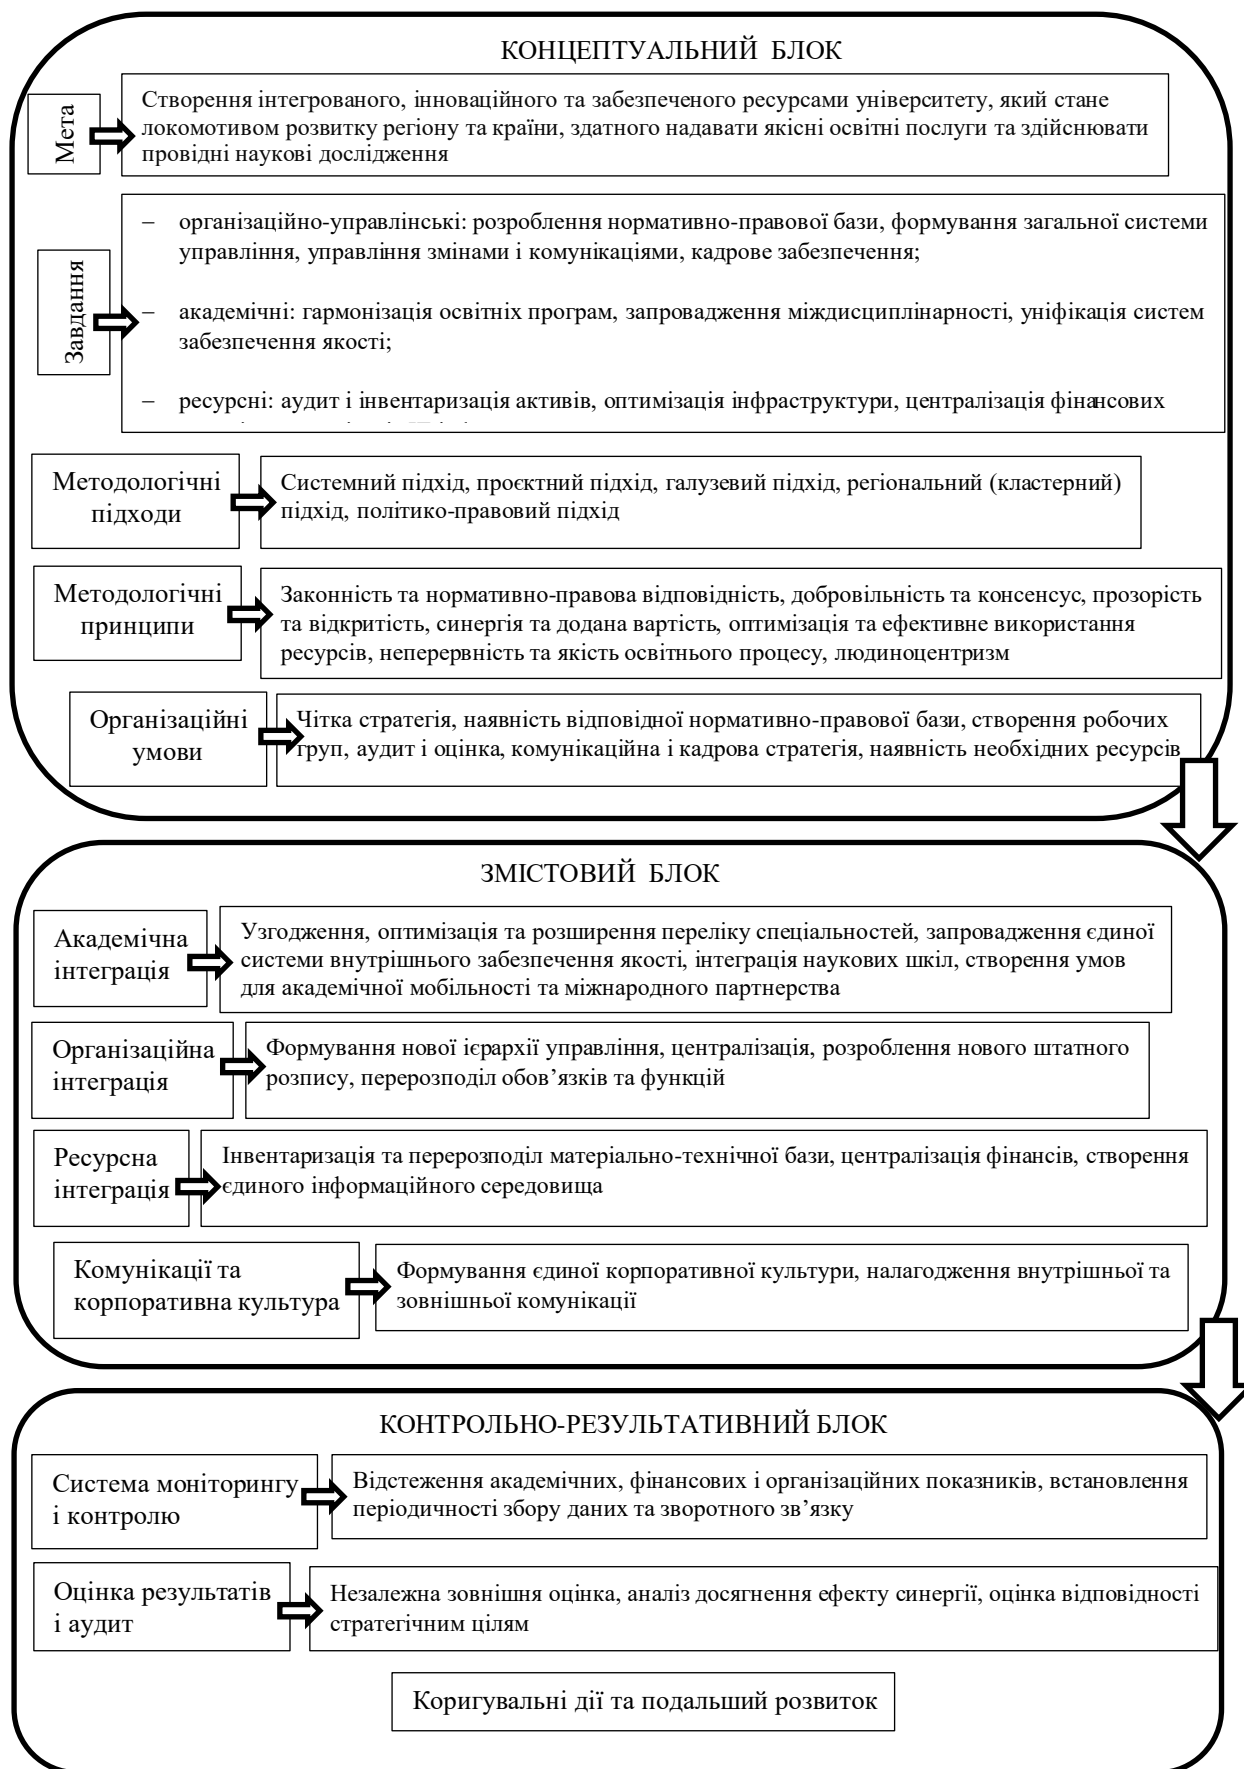 КОНЦЕПТУАЛЬНИЙ БЛОК
Мета
Створення інтегрованого, інноваційного та забезпеченого ресурсами університету, який стане
локомотивом розвитку регіону та країни, здатного надавати якісні освітні послуги та здійснювати
провідні наукові дослідження
Завдання
– організаційно-управлінські: розроблення нормативно-правової бази, формування загальної системи
управління, управління змінами і комунікаціями, кадрове забезпечення;
– академічні: гармонізація освітніх програм, запровадження міждисциплінарності, уніфікація систем
забезпечення якості;
– ресурсні: аудит і інвентаризація активів, оптимізація інфраструктури, централізація фінансових
Методологічні
підходи
Системний підхід, проєктний підхід, галузевий підхід, регіональний (кластерний)
підхід, політико-правовий підхід
Методологічні
принципи
Законність та нормативно-правова відповідність, добровільність та консенсус, прозорість
та відкритість, синергія та додана вартість, оптимізація та ефективне використання
ресурсів, неперервність та якість освітнього процесу, людиноцентризм
Організаційні
умови
Чітка стратегія, наявність відповідної нормативно-правової бази, створення робочих
груп, аудит і оцінка, комунікаційна і кадрова стратегія, наявність необхідних ресурсів
ЗМІСТОВИЙ БЛОК
Академічна
інтеграція
Узгодження, оптимізація та розширення переліку спеціальностей, запровадження єдиної
системи внутрішнього забезпечення якості, інтеграція наукових шкіл, створення умов
для академічної мобільності та міжнародного партнерства
Організаційна
інтеграція
Формування нової ієрархії управління, централізація, розроблення нового штатного
розпису, перерозподіл обов’язків та функцій
Ресурсна
інтеграція
Інвентаризація та перерозподіл матеріально-технічної бази, централізація фінансів, створення
єдиного інформаційного середовища
Комунікації та
корпоративна культура
Формування єдиної корпоративної культури, налагодження внутрішньої та
зовнішньої комунікації
КОНТРОЛЬНО-РЕЗУЛЬТАТИВНИЙ БЛОК
Система моніторингу
і контролю
Відстеження академічних, фінансових і організаційних показників, встановлення
періодичності збору даних та зворотного зв’язку
Оцінка результатів
і аудит
Незалежна зовнішня оцінка, аналіз досягнення ефекту синергії, оцінка відповідності
стратегічним цілям
Коригувальні дії та подальший розвиток